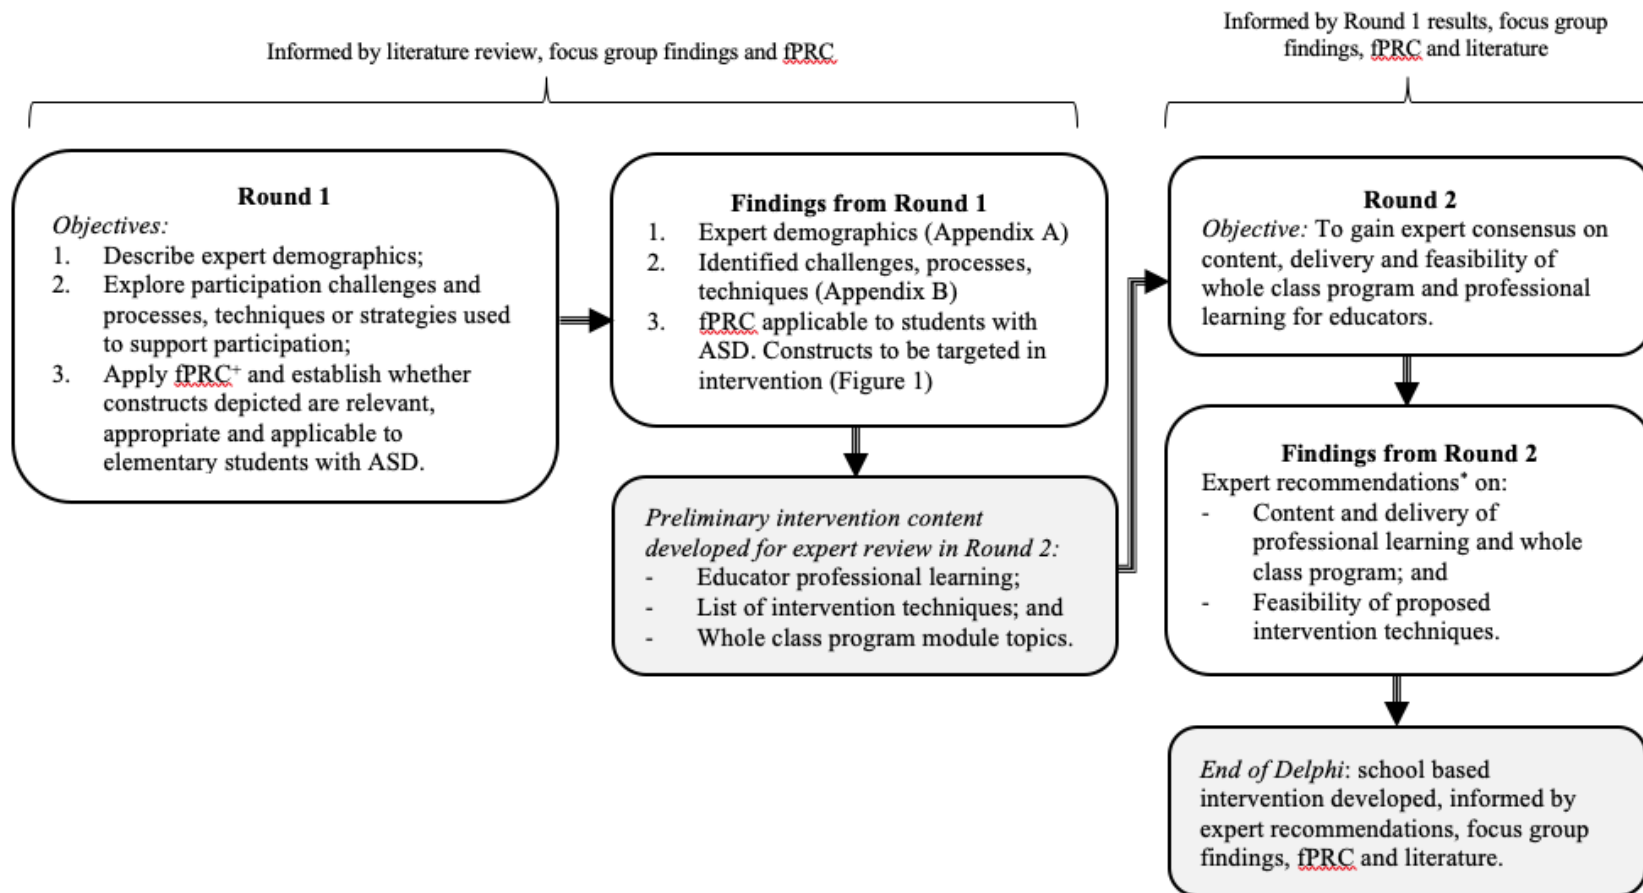 Informed by literature review, focus group findings and fPRC
Informed by Round 1 results, focus group
findings, fPRC and literature
Round 1
Objectives:
1. Describe expert demographics;
2. Explore participation challenges and
processes, techniques or strategies used
to support participation;
3. Apply fPRC+ and establish whether
constructs depicted are relevant,
appropriate and applicable to
elementary students with ASD.
Findings from Round 1
1. Expert demographics (Appendix A)
2. Identified challenges, processes,
techniques (Appendix B)
3. fPRC applicable to students with
ASD. Constructs to be targeted in
intervention (Figure 1)
Preliminary intervention content
developed for expert review in Round 2:
- Educator professional learning;
- List of intervention techniques; and
- Whole class program module topics.
Round 2
Objective: To gain expert consensus on
content, delivery and feasibility of
whole class program and professional
learning for educators.
Findings from Round 2
Expert recommendations* on:
- Content and delivery of
professional learning and whole
class program; and
- Feasibility of proposed
intervention techniques.
End of Delphi: school based
intervention developed, informed by
expert recommendations, focus group
findings, fPRC and literature.